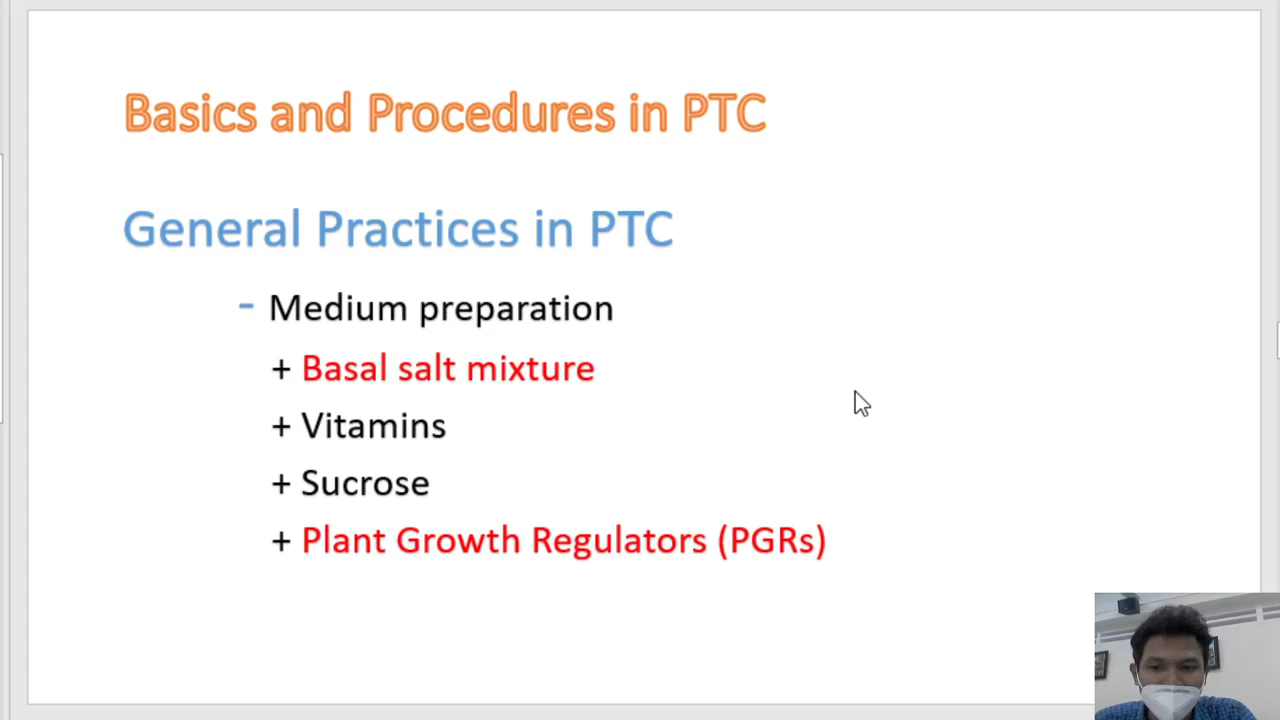 Basics and Procedures in PTC
General Practices in PTC
- Medium preparation
+ Basal salt mixture
+ Vitamins
+ Sucrose
+ Plant Growth Regulators (PGRs)